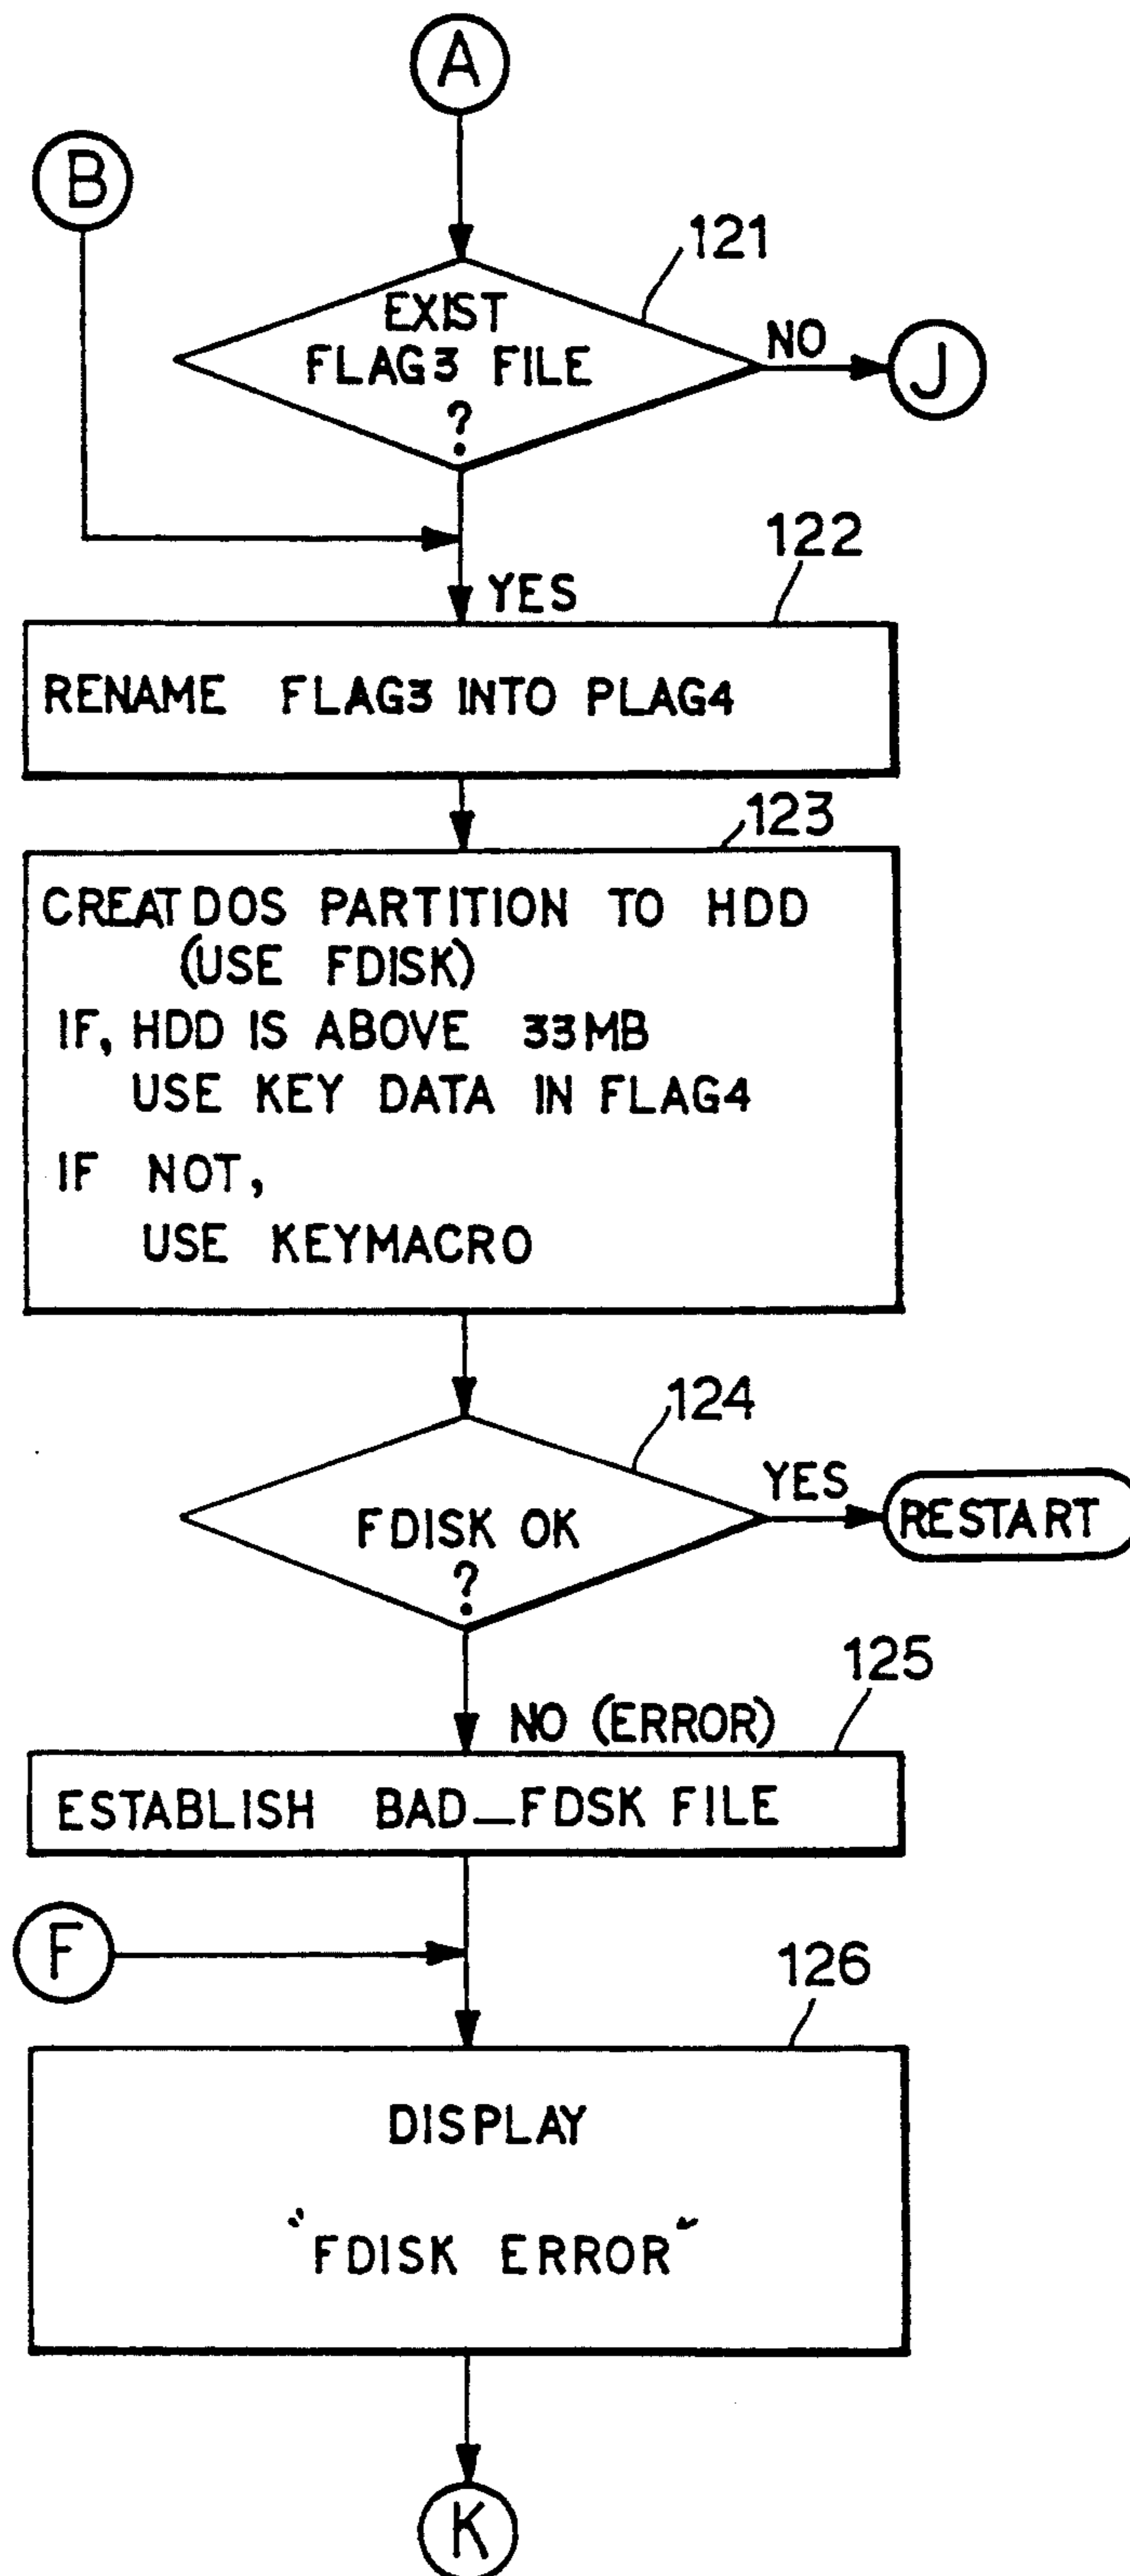 A
B
121
EXIST
FLAG3 FILE
?
NO
J
122
YES
RENAME FLAG3 INTO PLAG4
123
CREATDOS PARTITION TO HDD
(USE FDISK)
IF, HDD IS ABOVE 33MB
USE KEY DATA IN FLAG4
IF NOT,
USE KEYMACRO
124
FDISK OK
?
YES
RESTART
125
NO (ERROR)
ESTABLISH BAD_FDSK FILE
F
126
DISPLAY
"FDISK ERROR"
K